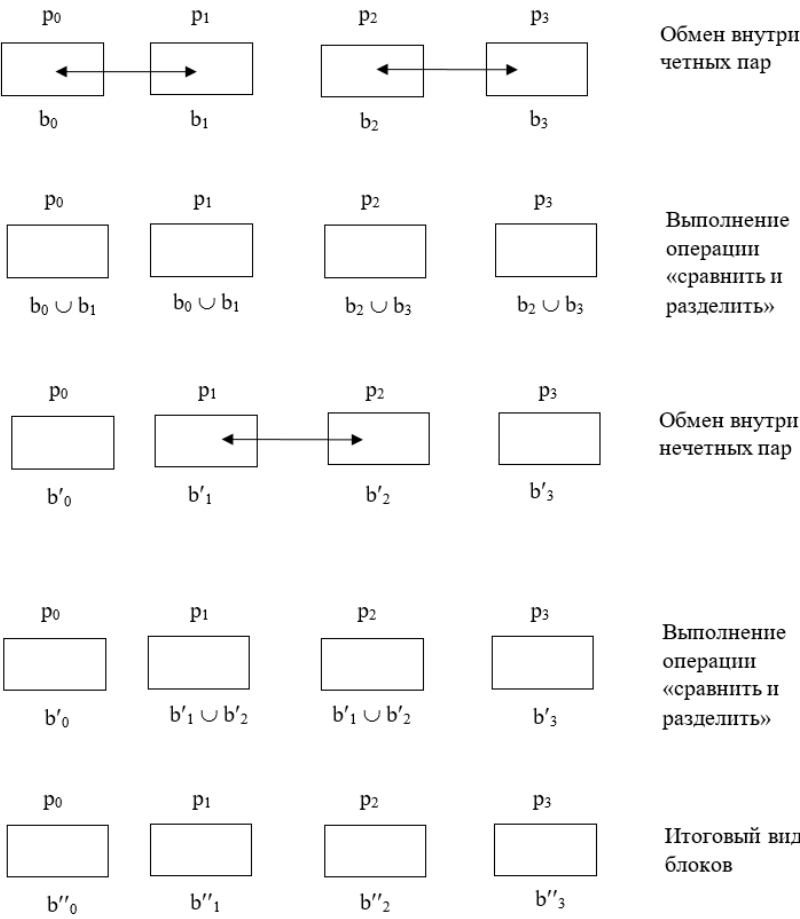 p₀ p₁ p₂ p₃
Обмен внутри
четных пар
b₀ b₁ b₂ b₃
p₀ p₁ p₂ p₃
Выполнение
операции
«сравнить и
разделить»
b₀ ∪ b₁ b₀ ∪ b₁ b₂ ∪ b₃ b₂ ∪ b₃
p₀ p₁ p₂ p₃
Обмен внутри
нечетных пар
b′₀ b′₁ b′₂ b′₃
p₀ p₁ p₂ p₃
Выполнение
операции
«сравнить и
разделить»
b′₀ b′₁ ∪ b′₂ b′₁ ∪ b′₂ b′₃
p₀ p₁ p₂ p₃
Итоговый вид
блоков
b′′₀ b′′₁ b′′₂ b′′₃